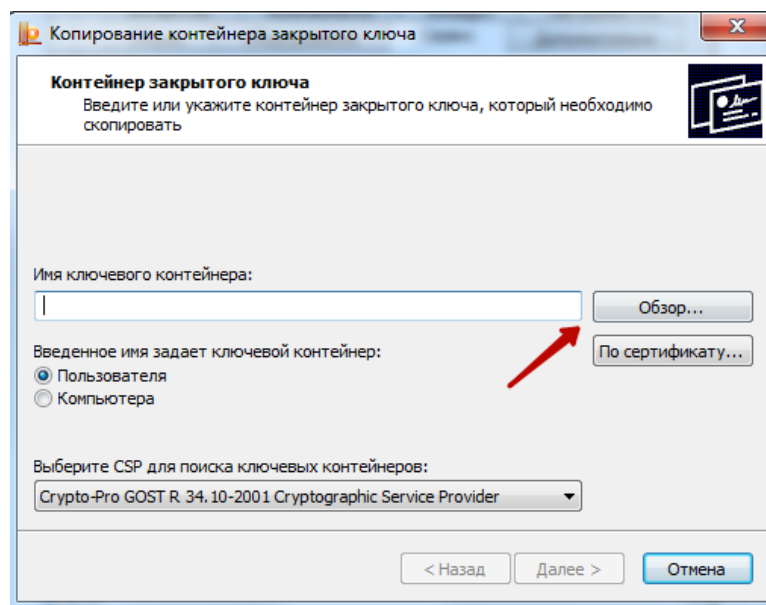 Копирование контейнера закрытого ключа
Контейнер закрытого ключа
Введите или укажите контейнер закрытого ключа, который необходимо
скопировать
Имя ключевого контейнера:
Обзор...
Введенное имя задает ключевой контейнер:
По сертификату...
Пользователя
Компьютера
Выберите CSP для поиска ключевых контейнеров:
Crypto-Pro GOST R 34.10-2001 Cryptographic Service Provider
< Назад
Далее >
Отмена